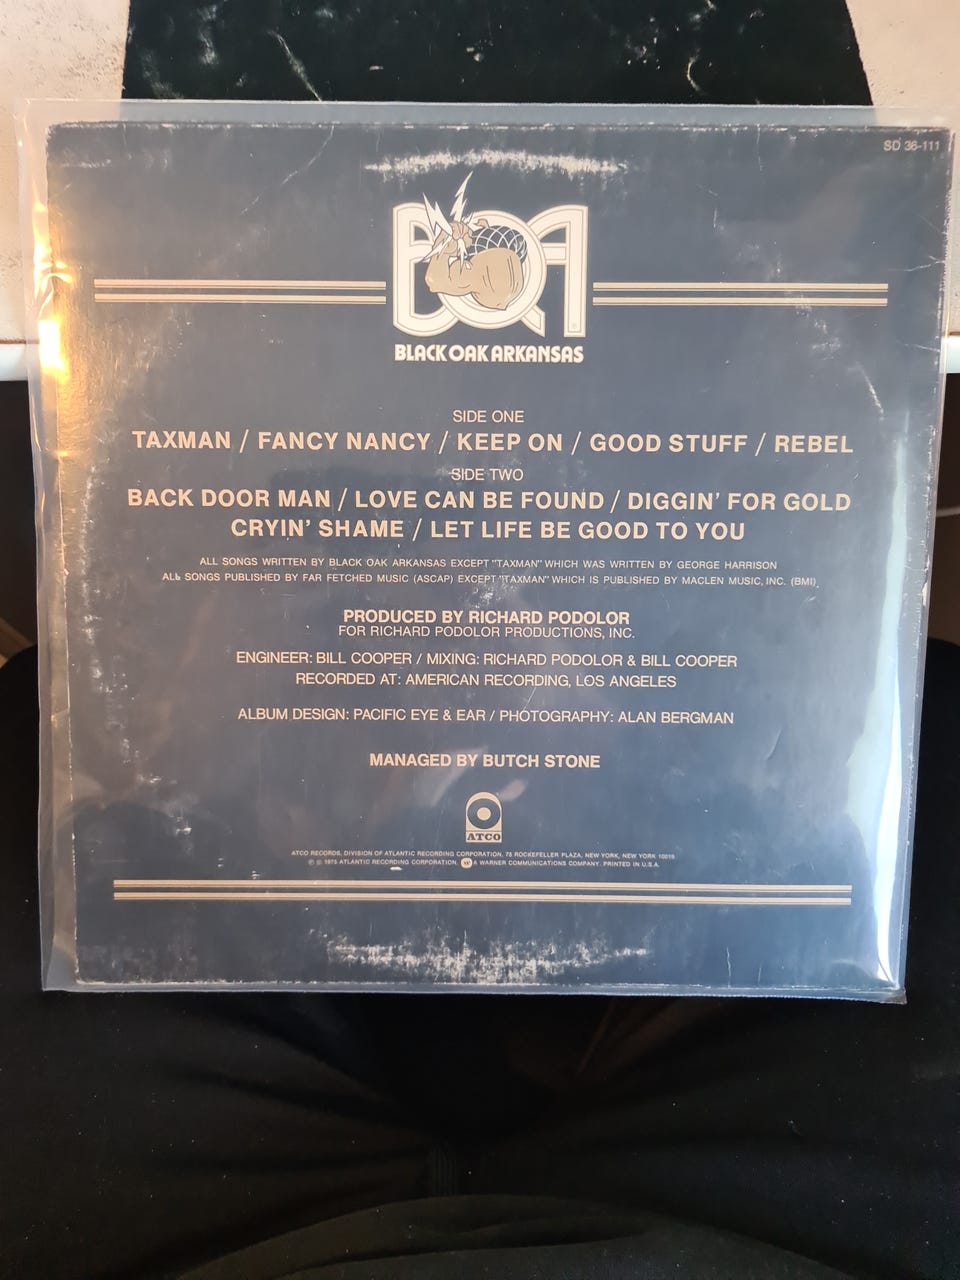 SD 36-111
BOA
BLACK OAK ARKANSAS
SIDE ONE
TAXMAN / FANCY NANCY / KEEP ON / GOOD STUFF / REBEL
SIDE TWO
BACK DOOR MAN / LOVE CAN BE FOUND / DIGGIN' FOR GOLD
CRYIN' SHAME / LET LIFE BE GOOD TO YOU
ALL SONGS WRITTEN BY BLACK OAK ARKANSAS EXCEPT "TAXMAN" WHICH WAS WRITTEN BY GEORGE HARRISON
ALL SONGS PUBLISHED BY FAR FETCHED MUSIC (ASCAP) EXCEPT "TAXMAN" WHICH IS PUBLISHED BY MACLEN MUSIC, INC. (BMI)
PRODUCED BY RICHARD PODOLOR
FOR RICHARD PODOLOR PRODUCTIONS, INC.
ENGINEER: BILL COOPER / MIXING: RICHARD PODOLOR & BILL COOPER
RECORDED AT: AMERICAN RECORDING, LOS ANGELES
ALBUM DESIGN: PACIFIC EYE & EAR / PHOTOGRAPHY: ALAN BERGMAN
MANAGED BY BUTCH STONE
ATCO
ATCO RECORDS, DIVISION OF ATLANTIC RECORDING CORPORATION, 75 ROCKEFELLER PLAZA, NEW YORK, NEW YORK 10019
℗ © 1975 ATLANTIC RECORDING CORPORATION. A WARNER COMMUNICATIONS COMPANY. PRINTED IN U.S.A.